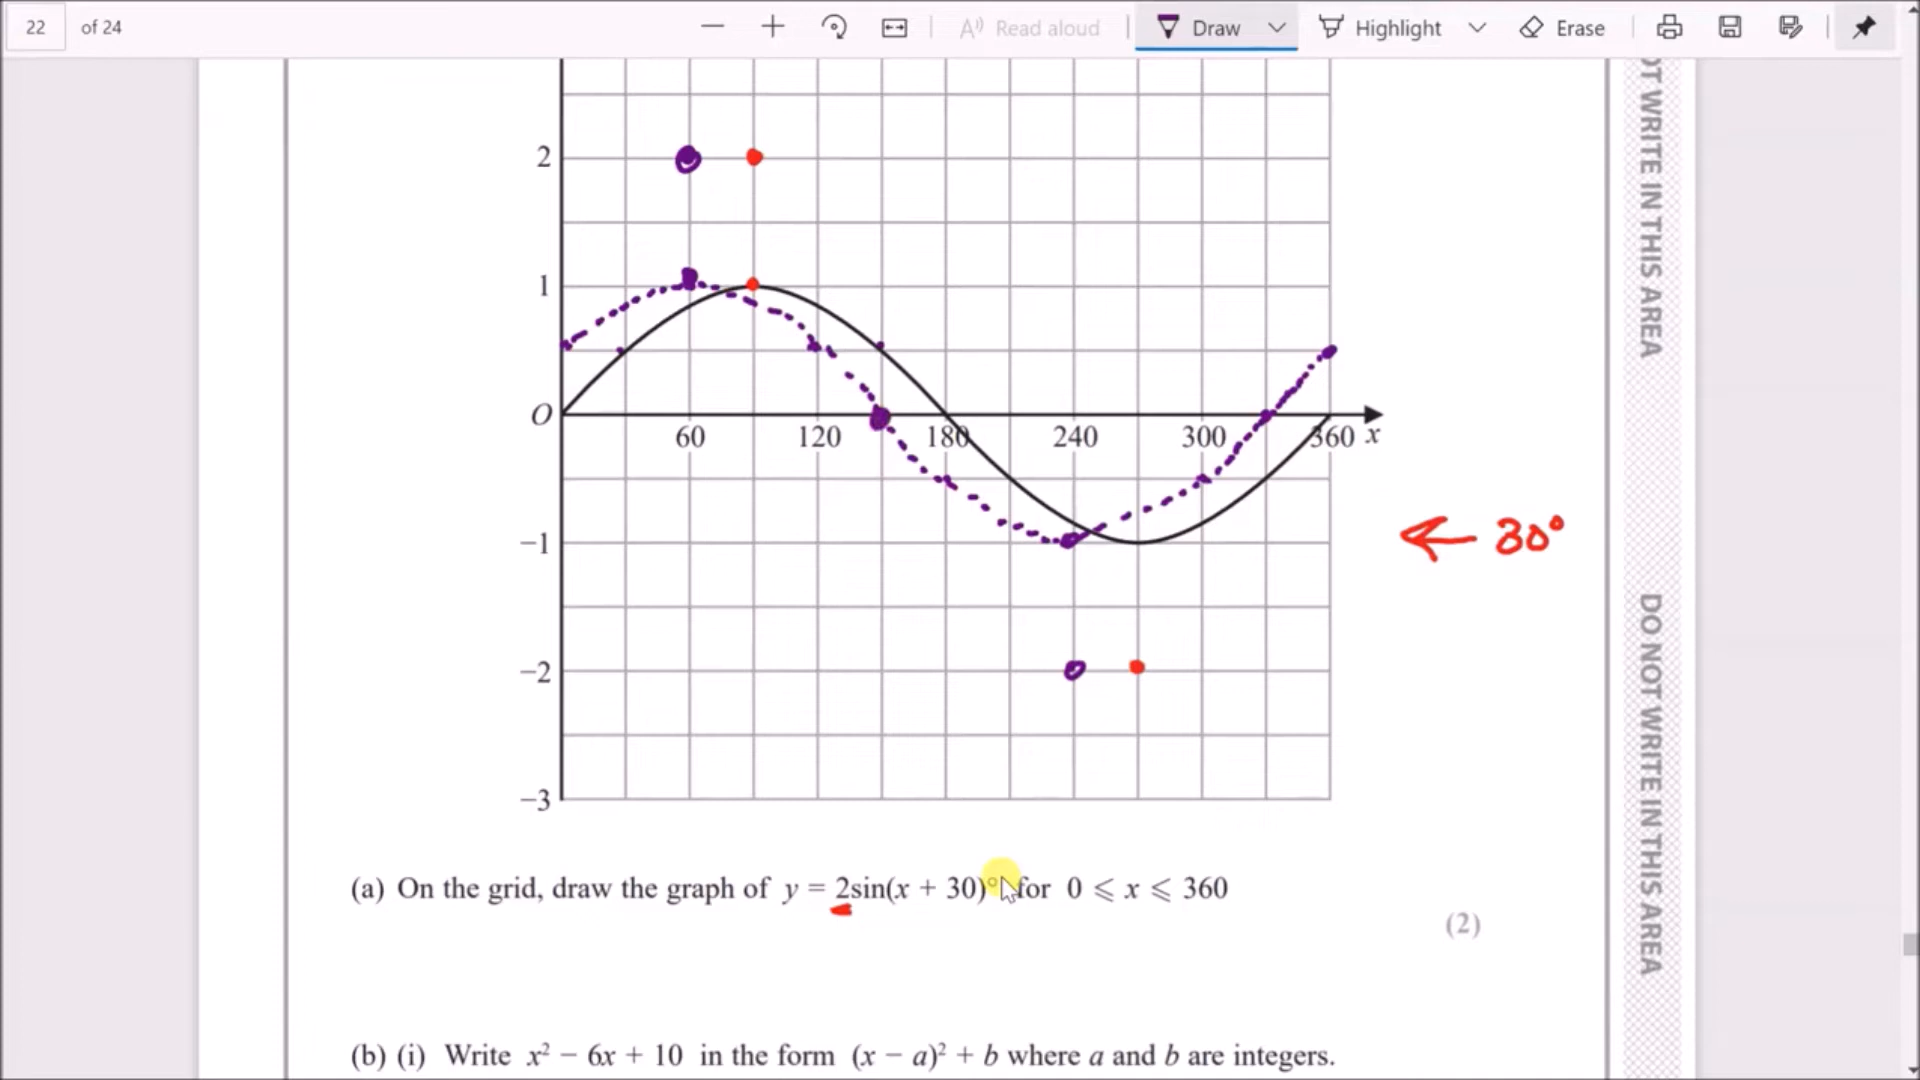 22 of 24 Read aloud Draw Highlight Erase
OT WRITE IN THIS AREA
2
1
O 60 120 180 240 300 360 x
−1 30°
−2
DO NOT WRITE IN THIS AREA
−3
(a) On the grid, draw the graph of y = 2sin(x + 30)° for 0 ⩽ x ⩽ 360
(2)
(b) (i) Write x² − 6x + 10 in the form (x − a)² + b where a and b are integers.